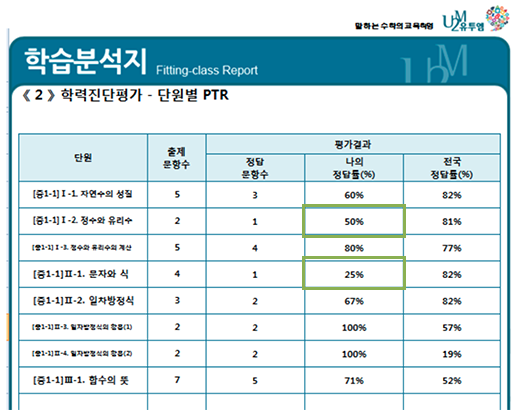 말하는 수학의 교육혁명 U2M 유투엠
학습분석지 Fitting-class Report
《 2 》 학력진단평가 - 단원별 PTR
단원 출제 문항수 평가결과
정답 문항수 나의 정답률(%) 전국 정답률(%)
[중1-1] I-1. 자연수의 성질 5 3 60% 82%
[중1-1] I-2. 정수와 유리수 2 1 50% 81%
[중1-1] I-3. 정수와 유리수의 계산 5 4 80% 77%
[중1-1]II-1. 문자와 식 4 1 25% 82%
[중1-1]II-2. 일차방정식 3 2 67% 82%
[중1-1]II-3. 일차방정식의 활용(1) 2 2 100% 57%
[중1-1]II-4. 일차방정식의 활용(2) 2 2 100% 19%
[중1-1]III-1. 함수의 뜻 7 5 71% 52%